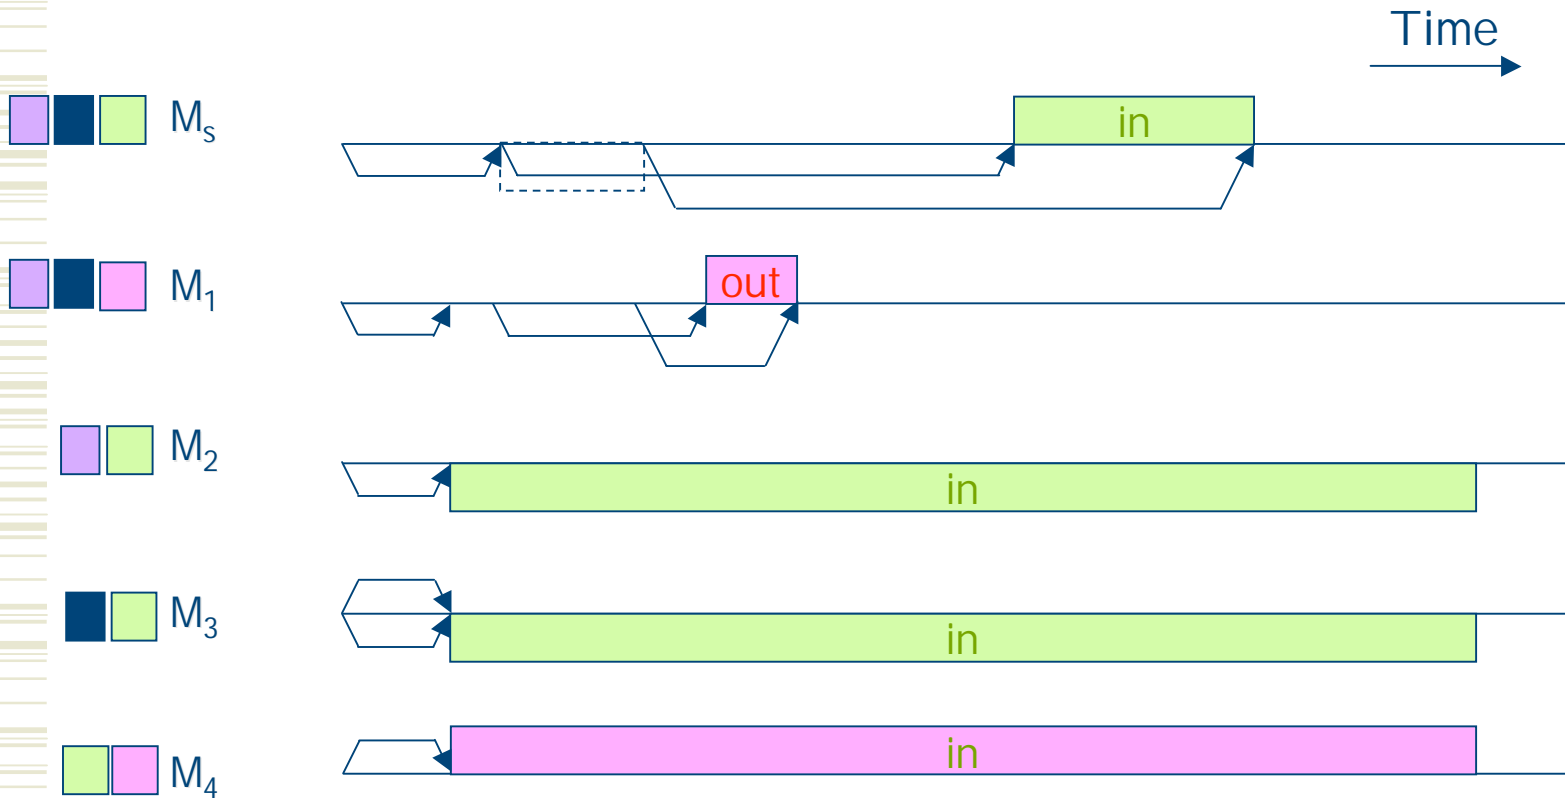 Time
Mₛ in
M₁ out
M₂ in
M₃ in
M₄ in